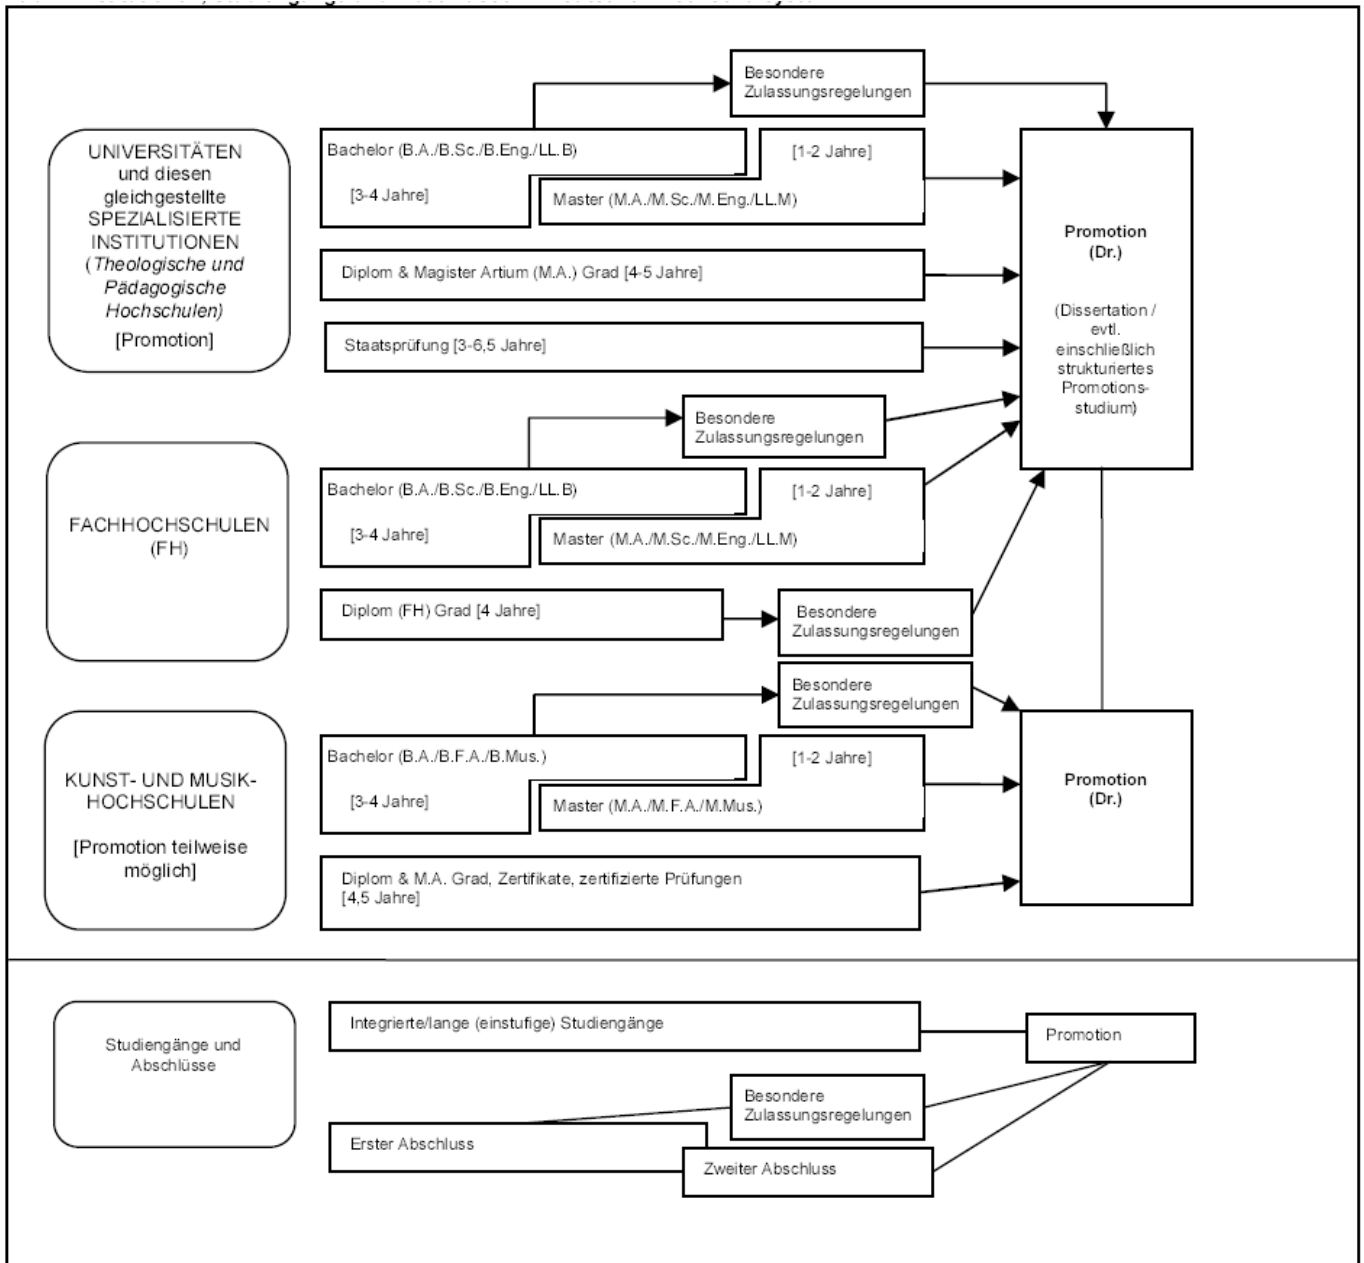 Besondere
Zulassungsregelungen
UNIVERSITÄTEN
und diesen
gleichgestellte
SPEZIALISIERTE
INSTITUTIONEN
(Theologische und
Pädagogische
Hochschulen)
[Promotion]
Bachelor (B.A./B.Sc./B.Eng./LL.B)
[3-4 Jahre]
[1-2 Jahre]
Master (M.A./M.Sc./M.Eng./LL.M)
Diplom & Magister Artium (M.A.) Grad [4-5 Jahre]
Staatsprüfung [3-6,5 Jahre]
Promotion
(Dr.)
(Dissertation /
evtl.
einschließlich
strukturiertes
Promotions-
studium)
Besondere
Zulassungsregelungen
FACHHOCHSCHULEN
(FH)
Bachelor (B.A./B.Sc./B.Eng./LL.B)
[3-4 Jahre]
[1-2 Jahre]
Master (M.A./M.Sc./M.Eng./LL.M)
Diplom (FH) Grad [4 Jahre]
Besondere
Zulassungsregelungen
Besondere
Zulassungsregelungen
KUNST- UND MUSIK-
HOCHSCHULEN
[Promotion teilweise
möglich]
Bachelor (B.A./B.F.A./B.Mus.)
[3-4 Jahre]
[1-2 Jahre]
Master (M.A./M.F.A./M.Mus.)
Diplom & M.A. Grad, Zertifikate, zertifizierte Prüfungen
[4,5 Jahre]
Promotion
(Dr.)
Studiengänge und
Abschlüsse
Integrierte/lange (einstufige) Studiengänge
Promotion
Besondere
Zulassungsregelungen
Erster Abschluss
Zweiter Abschluss